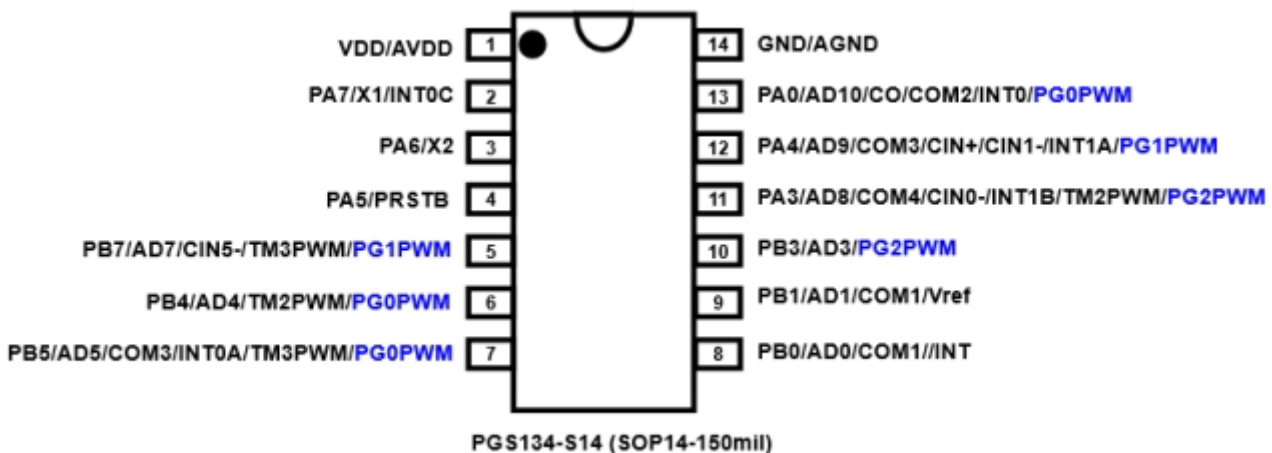 VDD/AVDD 1 14 GND/AGND
PA7/X1/INT0C 2 13 PA0/AD10/CO/COM2/INT0/PG0PWM
PA6/X2 3 12 PA4/AD9/COM3/CIN+/CIN1-/INT1A/PG1PWM
PA5/PRSTB 4 11 PA3/AD8/COM4/CIN0-/INT1B/TM2PWM/PG2PWM
PB7/AD7/CIN5-/TM3PWM/PG1PWM 5 10 PB3/AD3/PG2PWM
PB4/AD4/TM2PWM/PG0PWM 6 9 PB1/AD1/COM1/Vref
PB5/AD5/COM3/INT0A/TM3PWM/PG0PWM 7 8 PB0/AD0/COM1//INT
PGS134-S14 (SOP14-150mil)